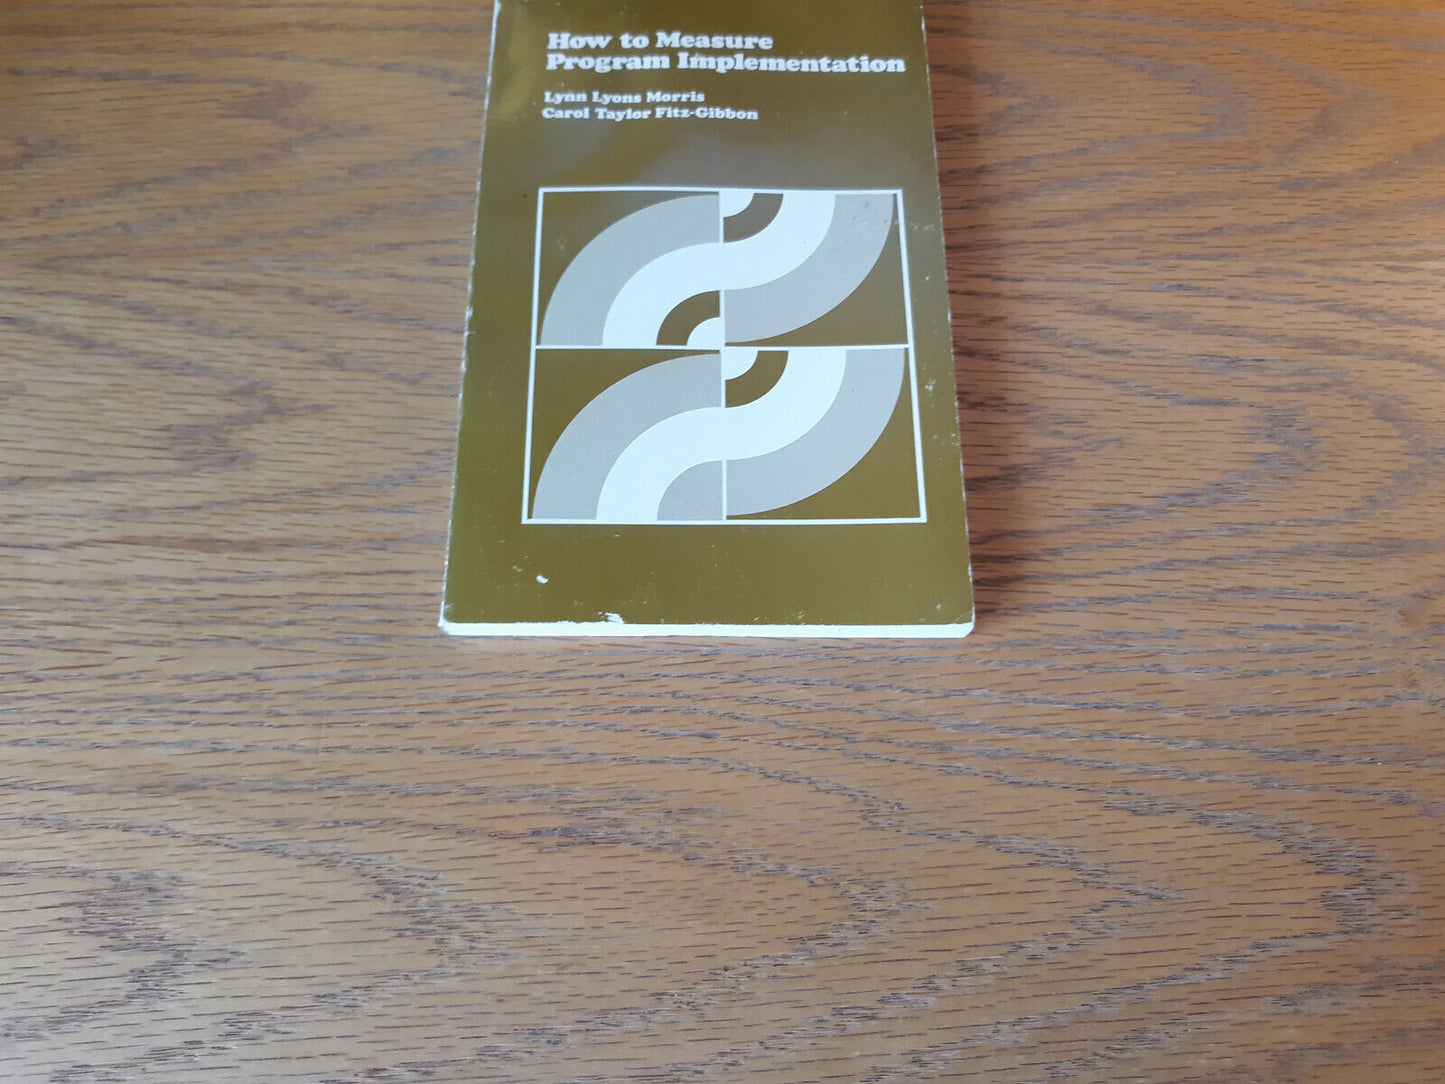 How to Measure
Program Implementation
Lynn Lyons Morris
Carol Taylor Fitz-Gibbon